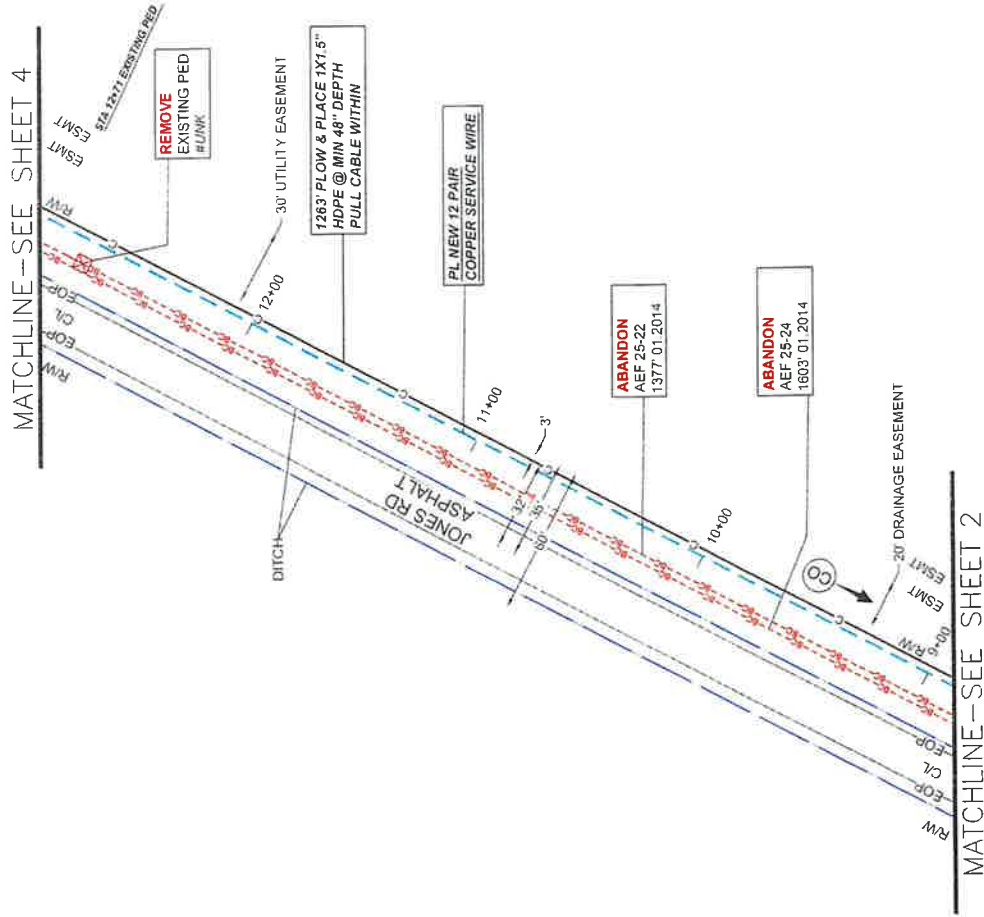 MATCHLINE-SEE SHEET 4
STA 12+71 EXISTING PED
ESMT
ESMT
REMOVE
EXISTING PED
#UNK
R/W
EOP
C/L
EOP
R/W
30' UTILITY EASEMENT
12+00
1263' PLOW & PLACE 1X1.5"
HDPE @ MIN 48" DEPTH
PULL CABLE WITHIN
PL NEW 12 PAIR
COPPER SERVICE WIRE
11+00
3'
32'
35'
60'
JONES RD
ASPHALT
DITCH
ABANDON
AEF 25-22
1377' 01.2014
ABANDON
AEF 25-24
1603' 01.2014
10+00
CO
20' DRAINAGE EASEMENT
ESMT
ESMT
R/W
9+00
EOP
C/L
EOP
R/W
C
C
C
C
C
C
MATCHLINE-SEE SHEET 2